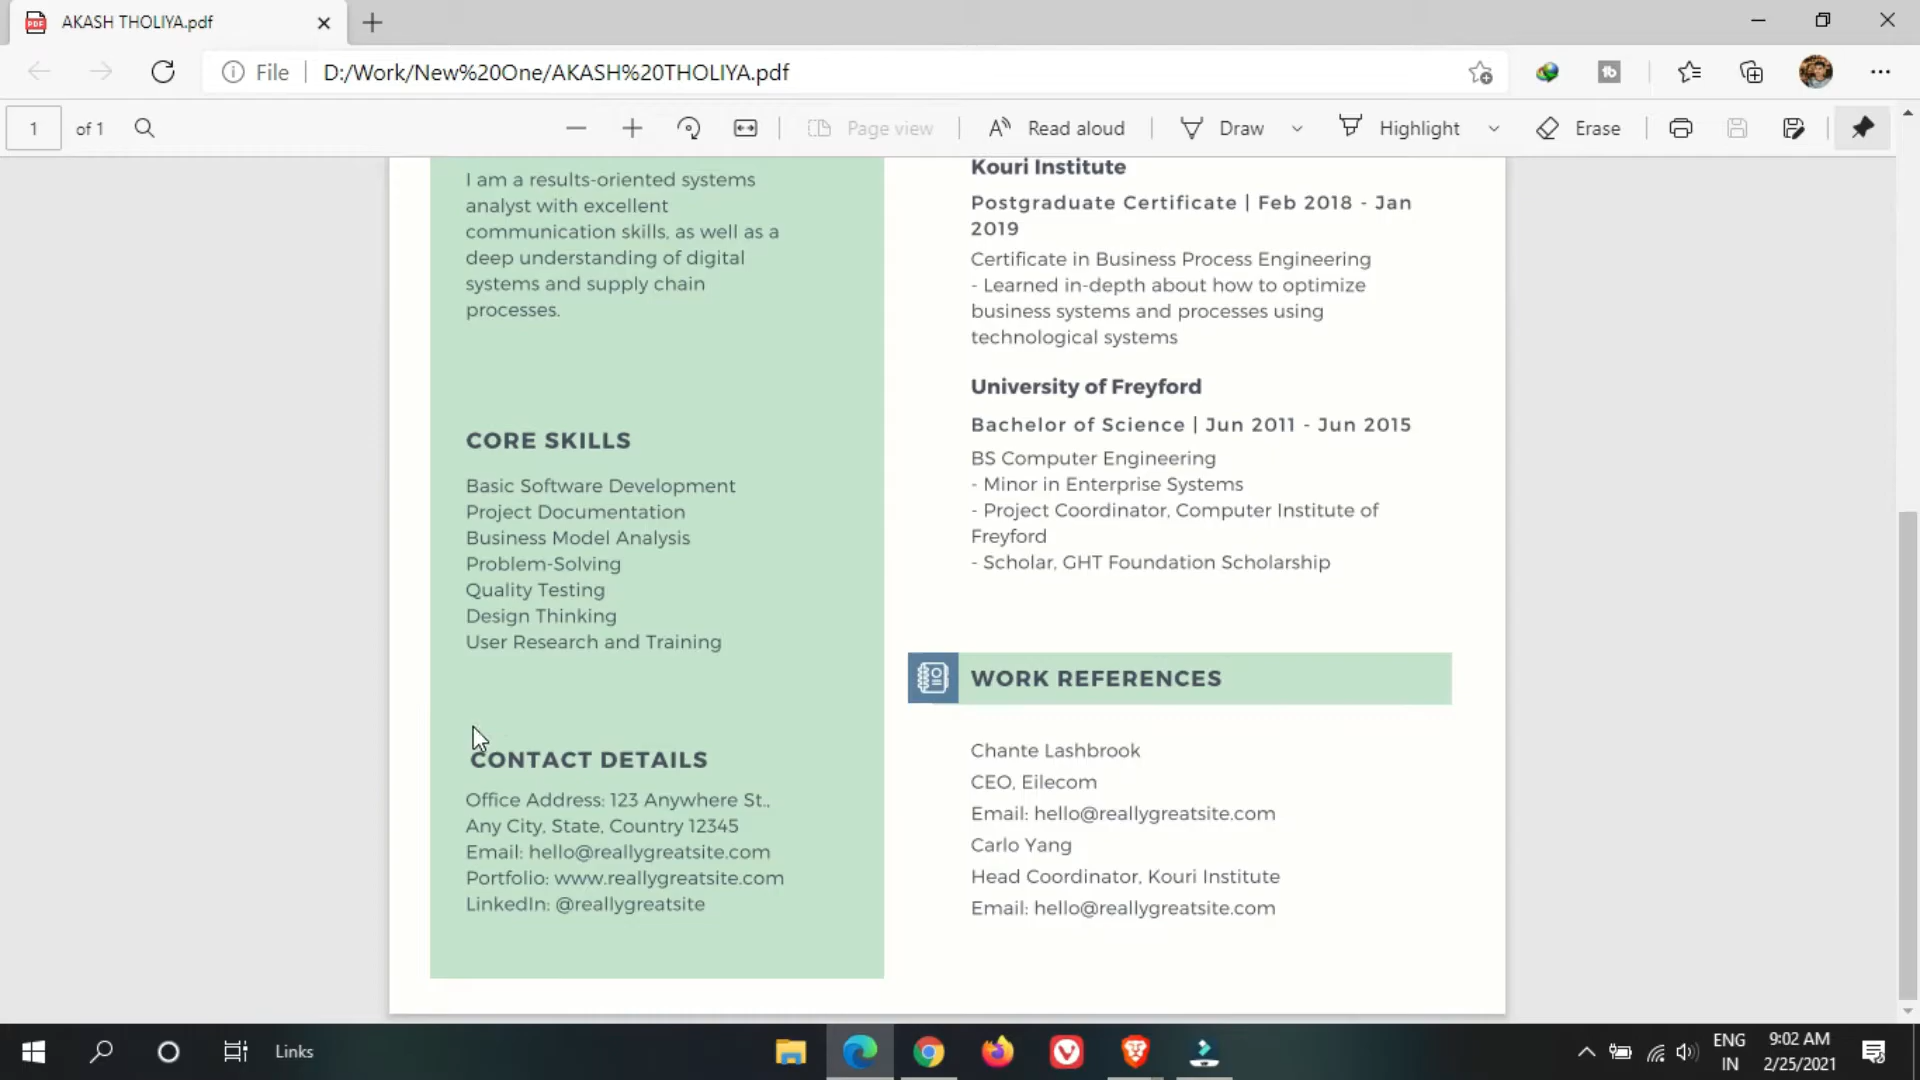 AKASH THOLIYA.pdf
File
D:/Work/New%20One/AKASH%20THOLIYA.pdf
1 of 1
Page view
Read aloud
Draw
Highlight
Erase
I am a results-oriented systems
analyst with excellent
communication skills, as well as a
deep understanding of digital
systems and supply chain
processes.
CORE SKILLS
Basic Software Development
Project Documentation
Business Model Analysis
Problem-Solving
Quality Testing
Design Thinking
User Research and Training
CONTACT DETAILS
Office Address: 123 Anywhere St.,
Any City, State, Country 12345
Email: hello@reallygreatsite.com
Portfolio: www.reallygreatsite.com
LinkedIn: @reallygreatsite
Kouri Institute
Postgraduate Certificate | Feb 2018 - Jan
2019
Certificate in Business Process Engineering
- Learned in-depth about how to optimize
business systems and processes using
technological systems
University of Freyford
Bachelor of Science | Jun 2011 - Jun 2015
BS Computer Engineering
- Minor in Enterprise Systems
- Project Coordinator, Computer Institute of
Freyford
- Scholar, GHT Foundation Scholarship
WORK REFERENCES
Chante Lashbrook
CEO, Eilecom
Email: hello@reallygreatsite.com
Carlo Yang
Head Coordinator, Kouri Institute
Email: hello@reallygreatsite.com
Links
ENG
IN
9:02 AM
2/25/2021